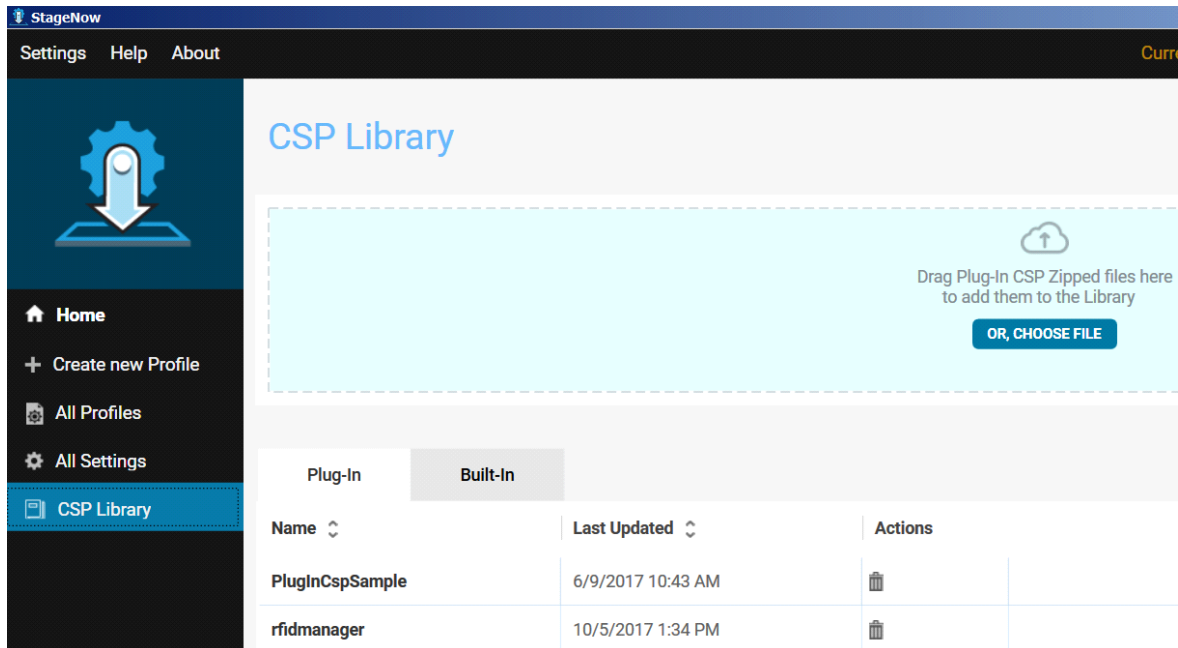 StageNow
Settings Help About
CSP Library
Drag Plug-In CSP Zipped files here
to add them to the Library
OR, CHOOSE FILE
Home
Create new Profile
All Profiles
All Settings
CSP Library
Plug-In Built-In
Name Last Updated Actions
PlugInCspSample 6/9/2017 10:43 AM
rfidmanager 10/5/2017 1:34 PM